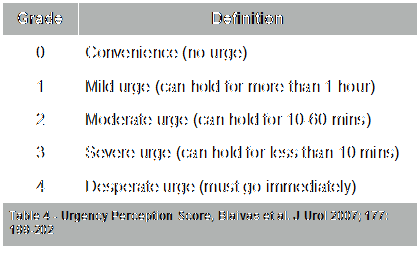 Grade Definition
0 Convenience (no urge)
1 Mild urge (can hold for more than 1 hour)
2 Moderate urge (can hold for 10-60 mins)
3 Severe urge (can hold for less than 10 mins)
4 Desperate urge (must go immediately)
Table 4 - Urgency Perception Score, Blaivas et al. J Urol 2007; 177:
199-202